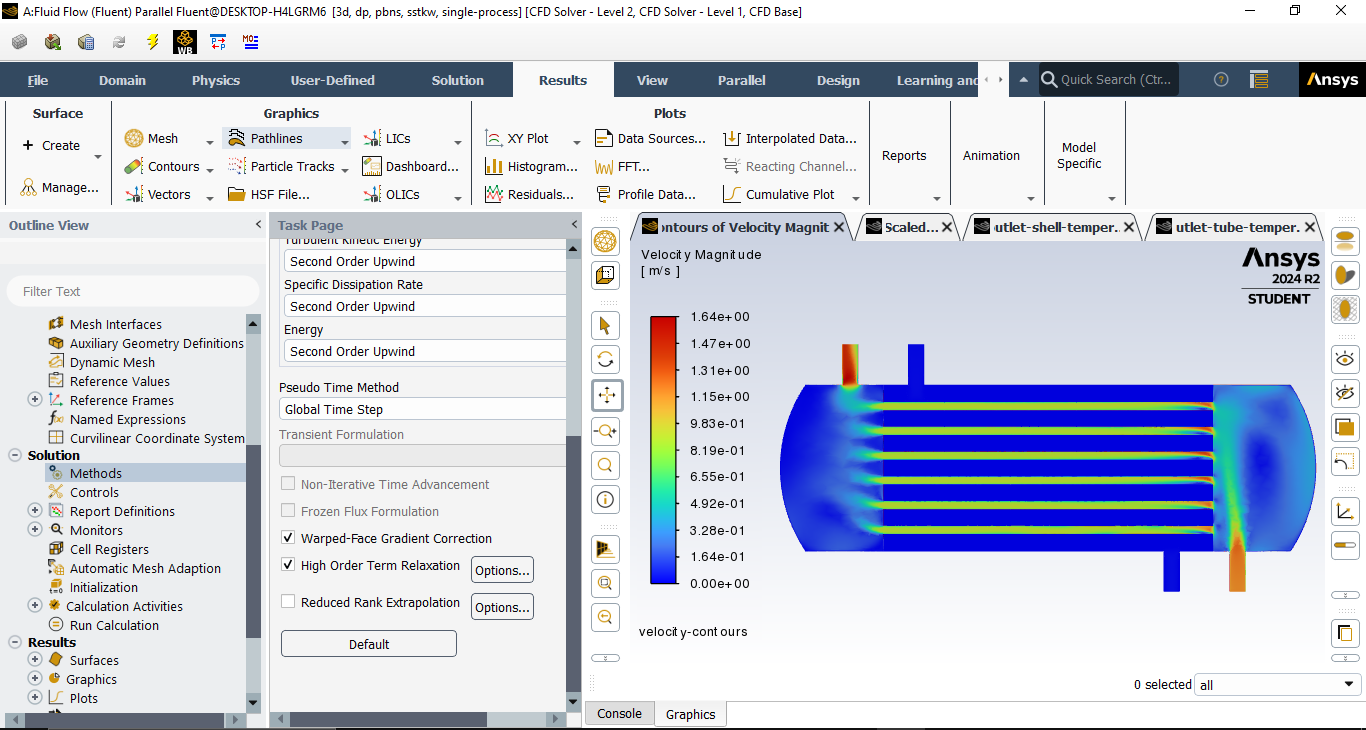 A:Fluid Flow (Fluent) Parallel Fluent@DESKTOP-H4LGRM6 [3d, dp, pbns, sstkw, single-process] [CFD Solver - Level 2, CFD Solver - Level 1, CFD Base]
WB
File Domain Physics User-Defined Solution Results View Parallel Design Learning and Quick Search (Ctr... Ansys
Surface Graphics Plots
Create Mesh Pathlines LICs XY Plot Data Sources... Interpolated Data...
Contours Particle Tracks Dashboard... Histogram... FFT... Reacting Channel... Reports Animation Model Specific
Manage... Vectors HSF File... OLICs Residuals... Profile Data... Cumulative Plot
Outline View
Filter Text
Mesh Interfaces
Auxiliary Geometry Definitions
Dynamic Mesh
Reference Values
Reference Frames
Named Expressions
Curvilinear Coordinate System
Solution
Methods
Controls
Report Definitions
Monitors
Cell Registers
Automatic Mesh Adaption
Initialization
Calculation Activities
Run Calculation
Results
Surfaces
Graphics
Plots
Task Page
Turbulent Kinetic Energy
Second Order Upwind
Specific Dissipation Rate
Second Order Upwind
Energy
Second Order Upwind
Pseudo Time Method
Global Time Step
Transient Formulation
Non-Iterative Time Advancement
Frozen Flux Formulation
Warped-Face Gradient Correction
High Order Term Relaxation Options...
Reduced Rank Extrapolation Options...
Default
ontours of Velocity Magnit Scaled... utlet-shell-temper.. utlet-tube-temper.
Velocity Magnitude
[ m/s ]
Ansys
2024 R2
STUDENT
1.64e+00
1.47e+00
1.31e+00
1.15e+00
9.83e-01
8.19e-01
6.55e-01
4.92e-01
3.28e-01
1.64e-01
0.00e+00
velocity-contours
0 selected all
Console Graphics